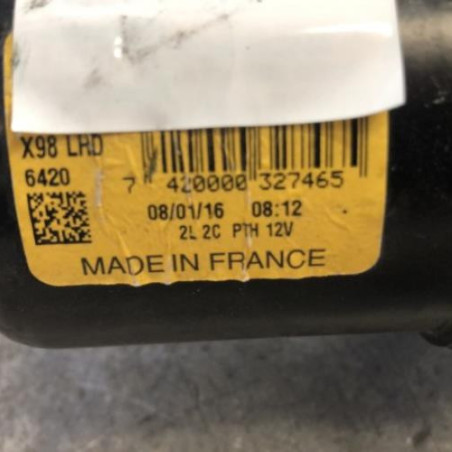 X98 LHD
6420
7 420000 327465
08/01/16 08:12
2L 2C PTH 12V
MADE IN FRANCE